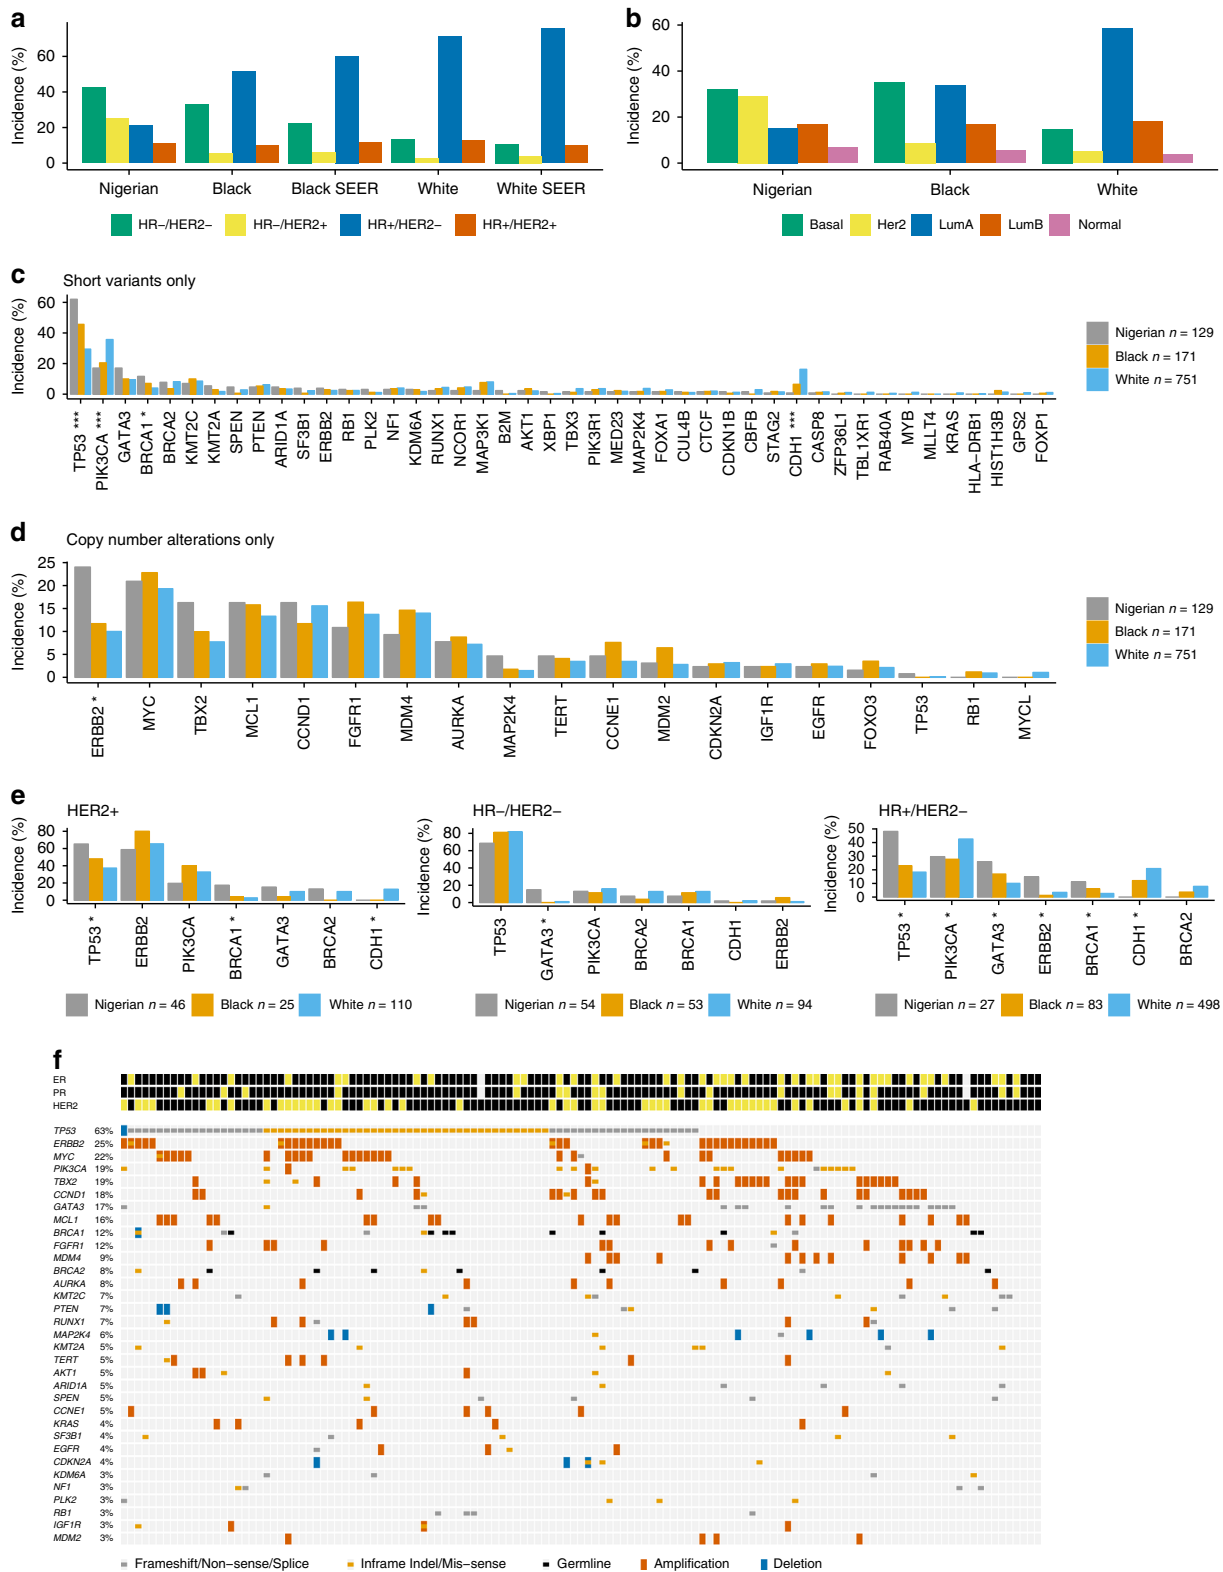 a
Incidence (%)
60
40
20
0
Nigerian
Black
Black SEER
White
White SEER
HR−/HER2−
HR−/HER2+
HR+/HER2−
HR+/HER2+
b
Incidence (%)
60
40
20
0
Nigerian
Black
White
Basal
Her2
LumA
LumB
Normal
c
Short variants only
Incidence (%)
60
40
20
0
TP53 ***
PIK3CA ***
GATA3
BRCA1 *
BRCA2
KMT2C
KMT2A
SPEN
PTEN
ARID1A
SF3B1
ERBB2
RB1
PLK2
NF1
KDM6A
RUNX1
NCOR1
MAP3K1
B2M
AKT1
XBP1
TBX3
PIK3R1
MED23
MAP2K4
FOXA1
CUL4B
CTCF
CDKN1B
CBFB
STAG2
CDH1 ***
CASP8
ZFP36L1
TBL1XR1
RAB40A
MYB
MLLT4
KRAS
HLA−DRB1
HIST1H3B
GPS2
FOXP1
Nigerian n = 129
Black n = 171
White n = 751
d
Copy number alterations only
Incidence (%)
25
20
15
10
5
0
ERBB2 *
MYC
TBX2
MCL1
CCND1
FGFR1
MDM4
AURKA
MAP2K4
TERT
CCNE1
MDM2
CDKN2A
IGF1R
EGFR
FOXO3
TP53
RB1
MYCL
Nigerian n = 129
Black n = 171
White n = 751
e
HER2+
Incidence (%)
80
60
40
20
0
TP53 *
ERBB2
PIK3CA
BRCA1 *
GATA3
BRCA2
CDH1 *
Nigerian n = 46
Black n = 25
White n = 110
HR−/HER2−
Incidence (%)
80
60
40
20
0
TP53
GATA3 *
PIK3CA
BRCA2
BRCA1
CDH1
ERBB2
Nigerian n = 54
Black n = 53
White n = 94
HR+/HER2−
Incidence (%)
50
40
30
20
10
0
TP53 *
PIK3CA *
GATA3 *
ERBB2 *
BRCA1 *
CDH1 *
BRCA2
Nigerian n = 27
Black n = 83
White n = 498
f
ER
PR
HER2
TP53 63%
ERBB2 25%
MYC 22%
PIK3CA 19%
TBX2 19%
CCND1 18%
GATA3 17%
MCL1 16%
BRCA1 12%
FGFR1 12%
MDM4 9%
BRCA2 8%
AURKA 8%
KMT2C 7%
PTEN 7%
RUNX1 7%
MAP2K4 6%
KMT2A 5%
TERT 5%
AKT1 5%
ARID1A 5%
SPEN 5%
CCNE1 5%
KRAS 4%
SF3B1 4%
EGFR 4%
CDKN2A 4%
KDM6A 3%
NF1 3%
PLK2 3%
RB1 3%
IGF1R 3%
MDM2 3%
Frameshift/Non−sense/Splice
Inframe Indel/Mis−sense
Germline
Amplification
Deletion